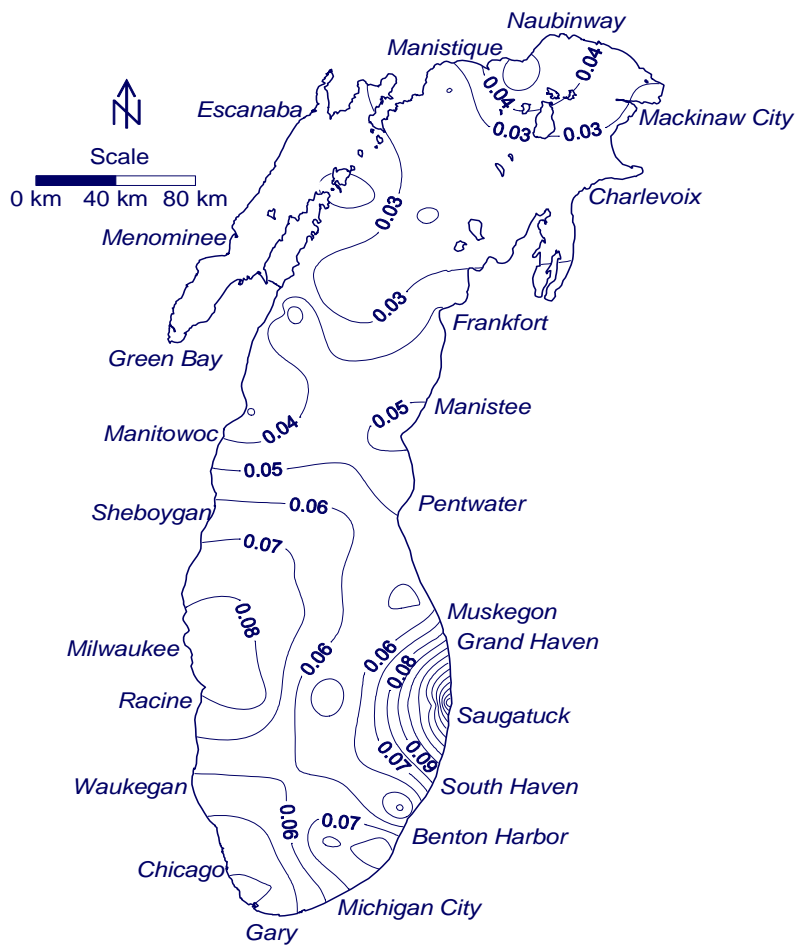 Naubinway
Manistique
0.04
0.04
Escanaba
Mackinaw City
0.03
0.03
N
Scale
0 km 40 km 80 km
Charlevoix
0.03
Menominee
0.03
Frankfort
Green Bay
0.05
Manistee
0.04
Manitowoc
0.05
Pentwater
0.06
Sheboygan
0.07
Muskegon
0.08
Grand Haven
Milwaukee
0.06
0.06
0.08
Racine
Saugatuck
0.07
0.09
Waukegan
South Haven
0.06
0.07
Benton Harbor
Chicago
Michigan City
Gary